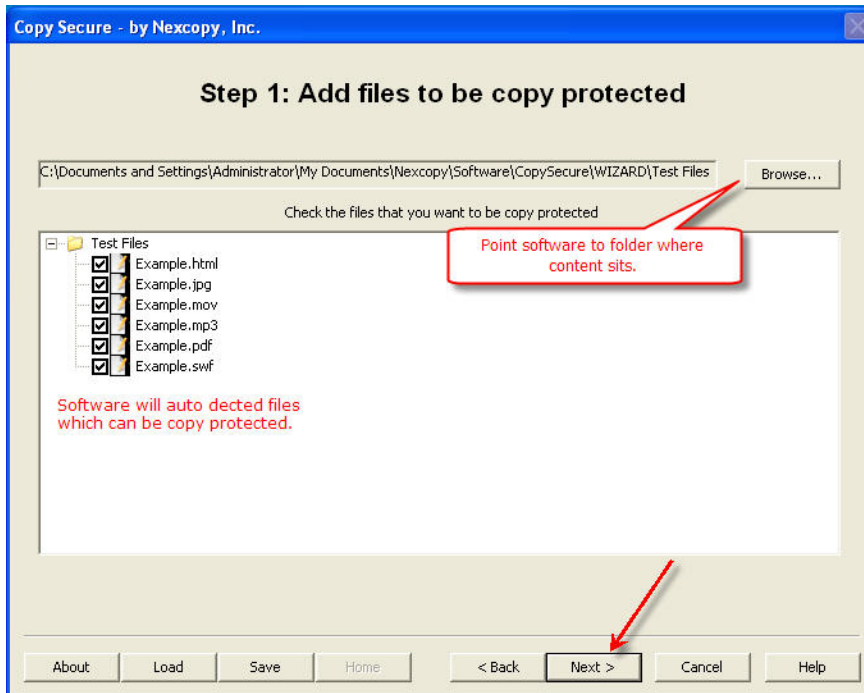 Copy Secure - by Nexcopy, Inc.
Step 1: Add files to be copy protected
C:\Documents and Settings\Administrator\My Documents\Nexcopy\Software\CopySecure\WIZARD\Test Files
Browse...
Check the files that you want to be copy protected
Point software to folder where
content sits.
Test Files
Example.html
Example.jpg
Example.mov
Example.mp3
Example.pdf
Example.swf
Software will auto dected files
which can be copy protected.
About
Load
Save
Home
< Back
Next >
Cancel
Help